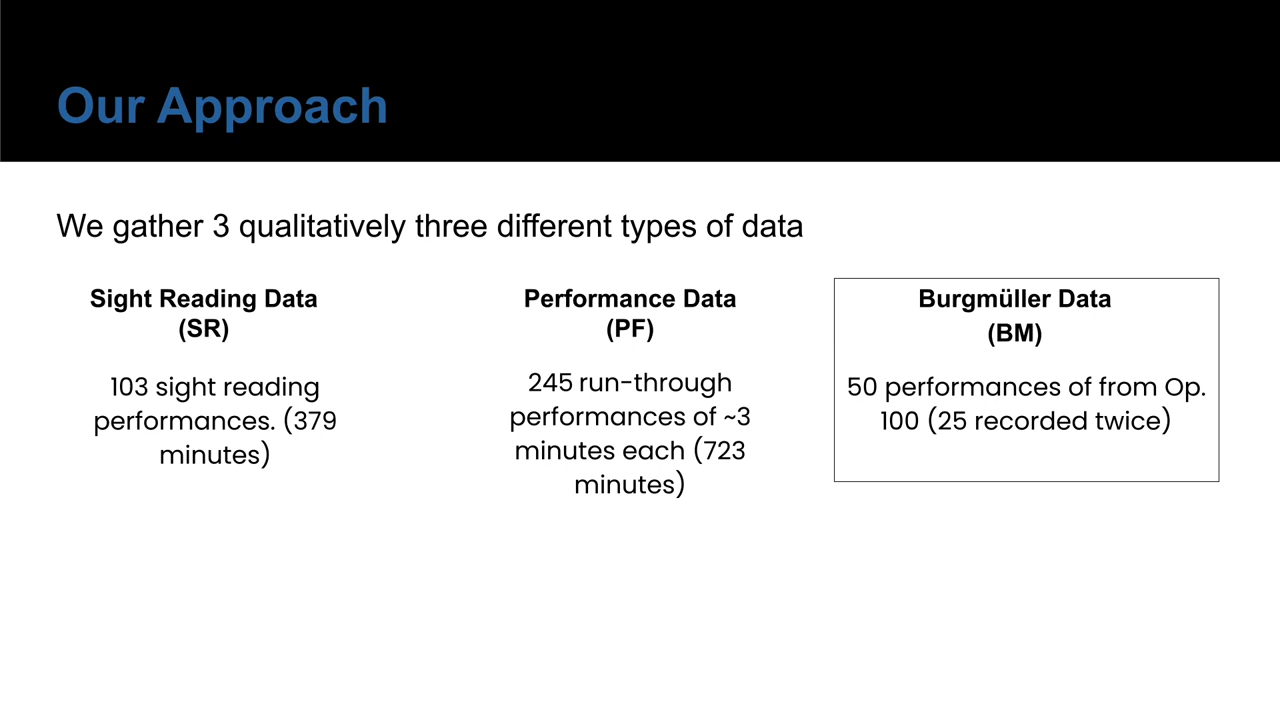 Our Approach
We gather 3 qualitatively three different types of data
Sight Reading Data
(SR)
103 sight reading
performances. (379
minutes)
Performance Data
(PF)
245 run-through
performances of ~3
minutes each (723
minutes)
Burgmüller Data
(BM)
50 performances of from Op.
100 (25 recorded twice)